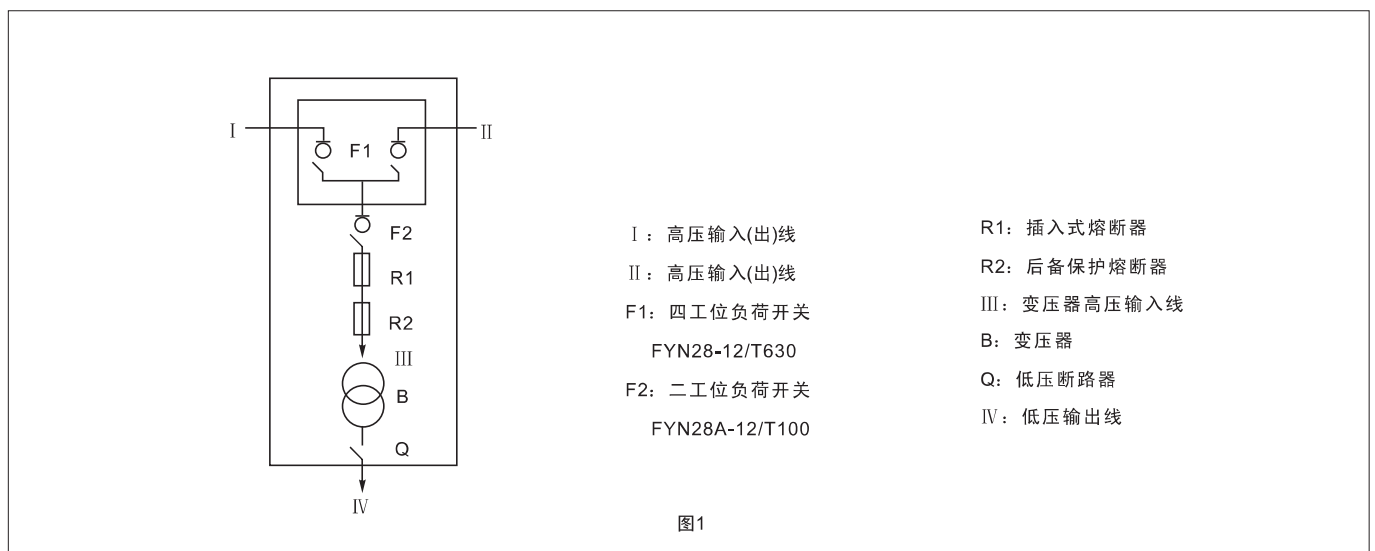 Ⅰ
Ⅱ
F1
F2
R1
R2
Ⅲ
B
Q
Ⅳ
Ⅰ：高压输入(出)线
Ⅱ：高压输入(出)线
F1：四工位负荷开关
FYN28-12/T630
F2：二工位负荷开关
FYN28A-12/T100
R1：插入式熔断器
R2：后备保护熔断器
Ⅲ：变压器高压输入线
B：变压器
Q：低压断路器
Ⅳ：低压输出线
图1